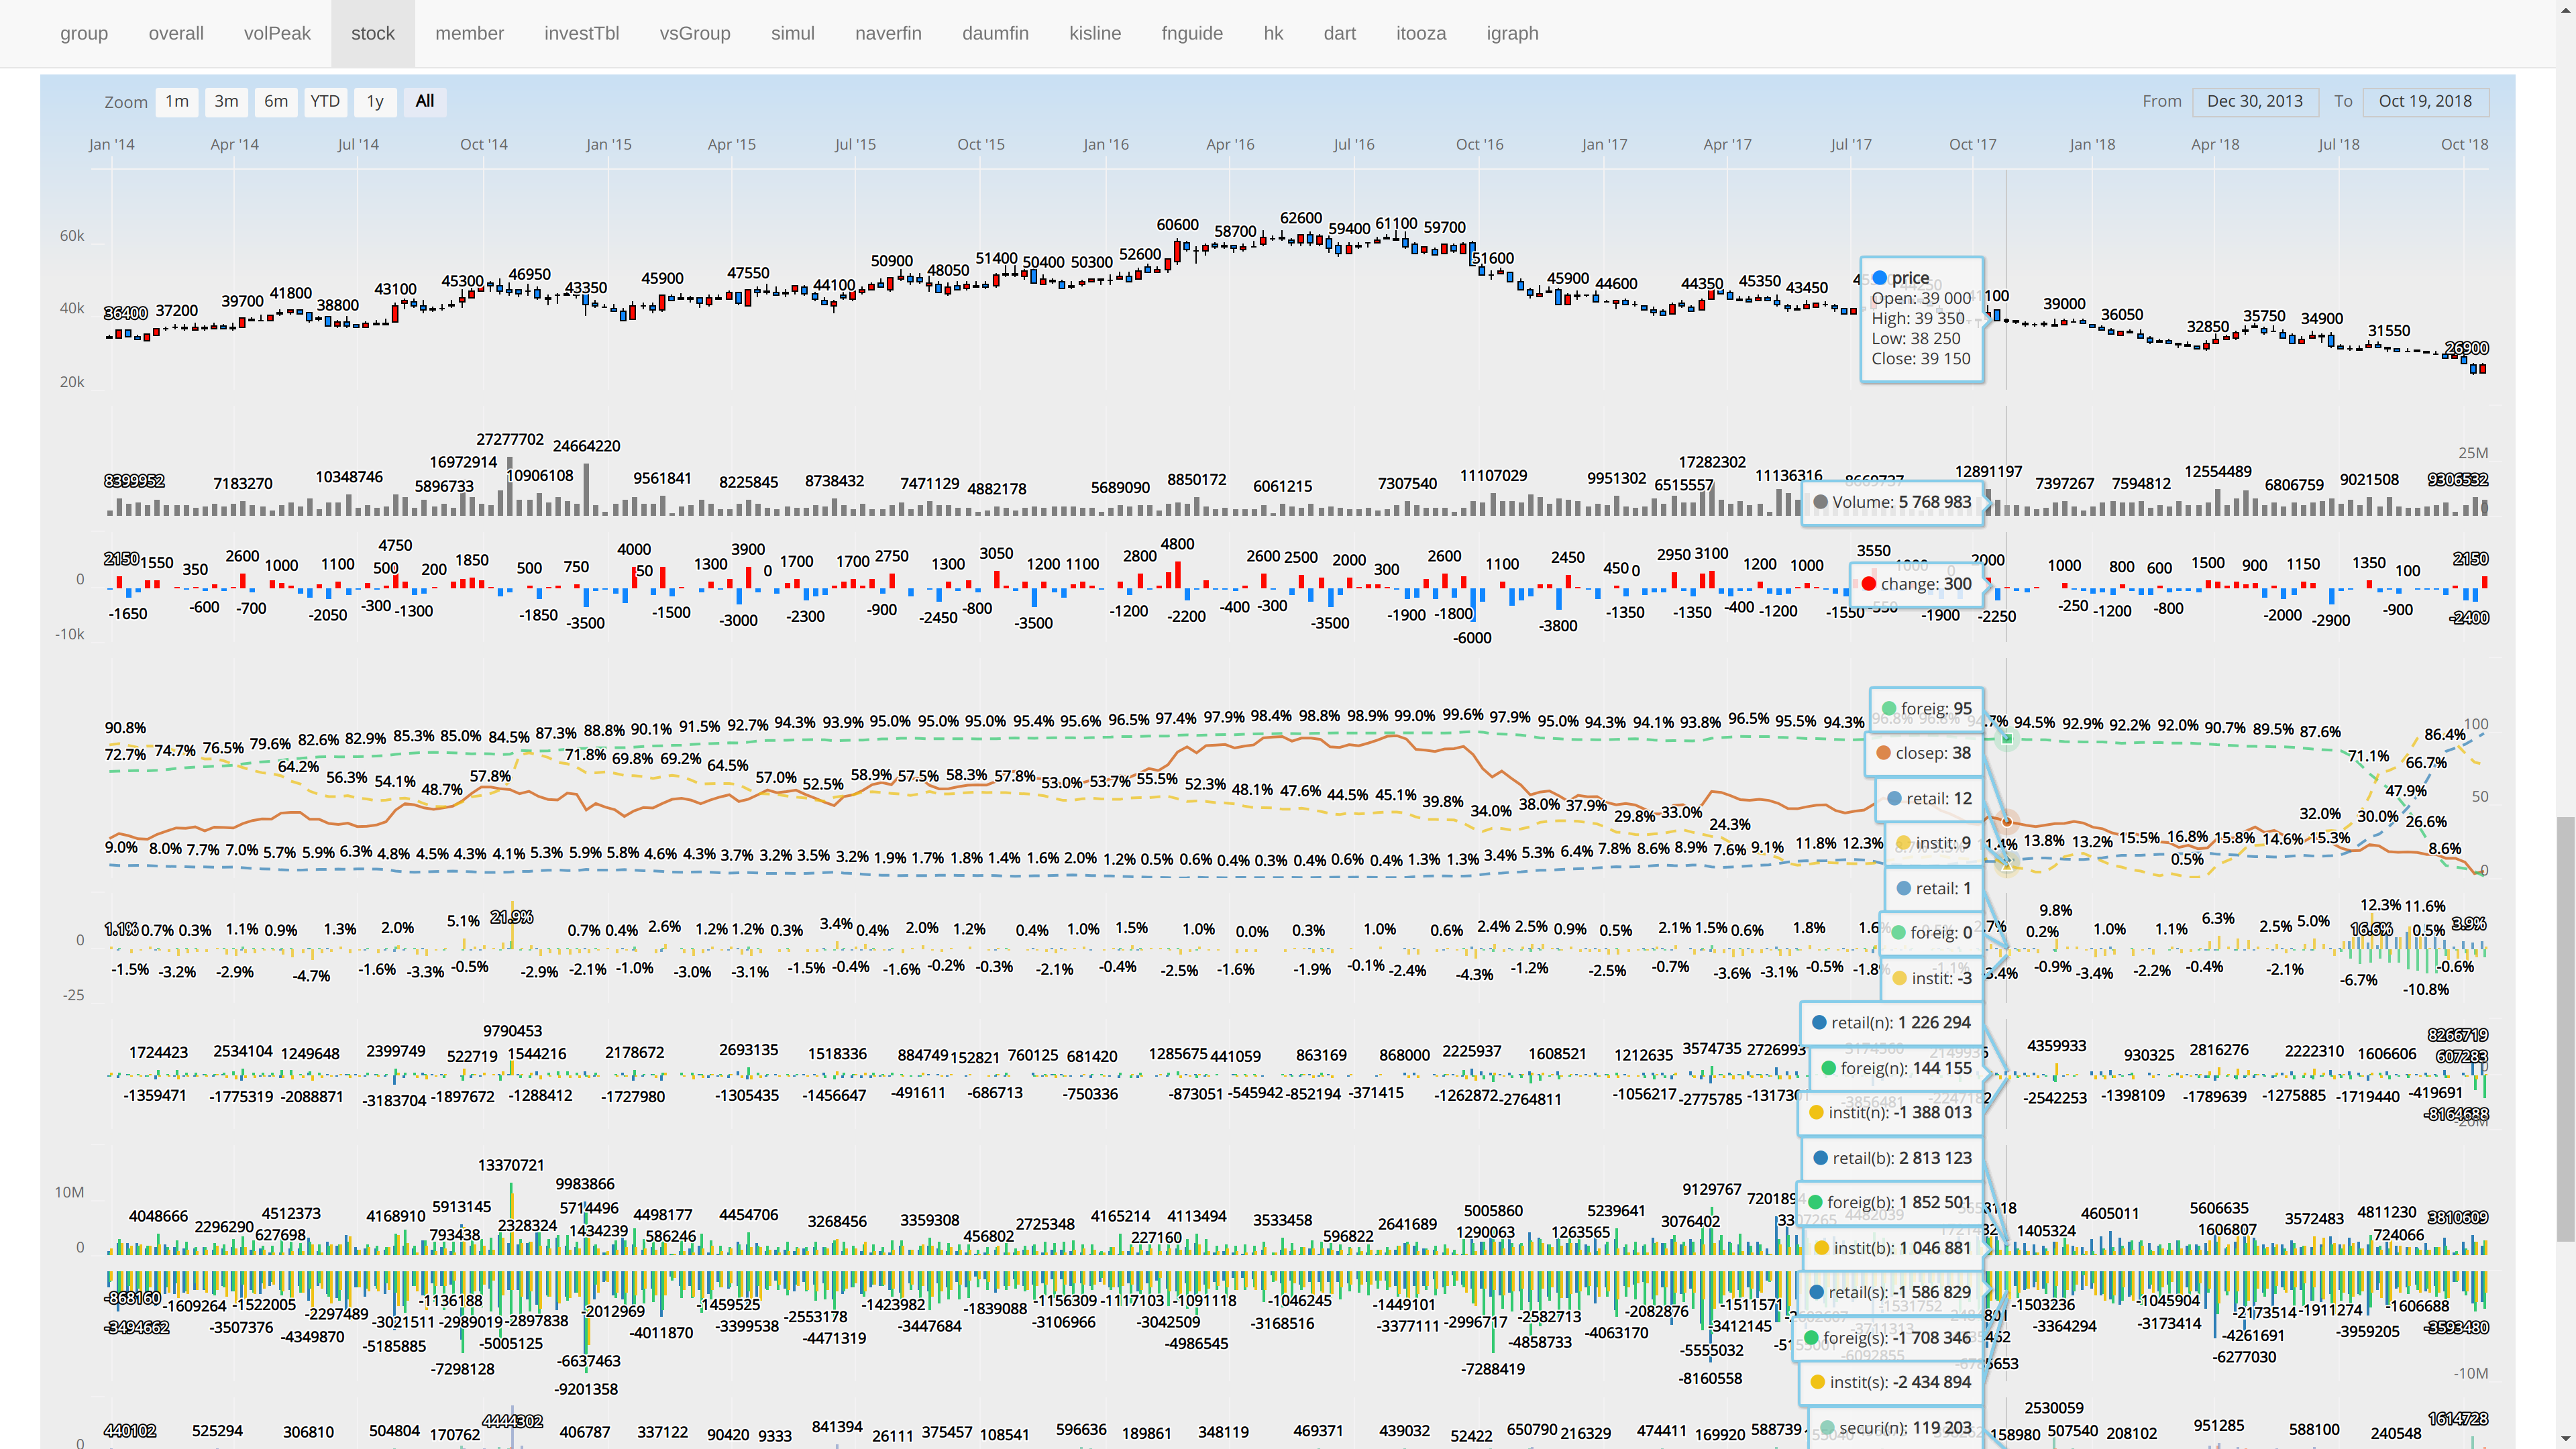 group overall volPeak stock member investTbl vsGroup simul naverfin daumfin kisline fnguide hk dart itooza igraph
Zoom 1m 3m 6m YTD 1y All From Dec 30, 2013 To Oct 19, 2018
Jan '14 Apr '14 Jul '14 Oct '14 Jan '15 Apr '15 Jul '15 Oct '15 Jan '16 Apr '16 Jul '16 Oct '16 Jan '17 Apr '17 Jul '17 Oct '17 Jan '18 Apr '18 Jul '18 Oct '18
60k
40k
20k
36400 37200 39700 41800 38800 43100 45300 46950 43350 45900 47550 44100 50900 48050 51400 50400 50300 52600 60600 58700 62600 59400 61100 59700 51600 45900 44600 44350 45350 43450 39000 36050 32850 35750 34900 31550 26900
price
Open: 39 000
High: 39 350
Low: 38 250
Close: 39 150
25M
0
8399952 7183270 10348746 5896733 16972914 27277702 10906108 24664220 9561841 8225845 8738432 7471129 4882178 5689090 8850172 6061215 7307540 11107029 9951302 6515557 17282302 11136316 12891197 7397267 7594812 12554489 6806759 9021508 9306532
Volume: 5 768 983
0
-10k
2150 1550 350 2600 1000 1100 500 4750 200 1850 500 750 4000 50 1300 3900 0 1700 1700 2750 1300 3050 1200 1100 2800 4800 2600 2500 2000 300 2600 1100 2450 450 0 2950 3100 1200 1000 3550 2000 1000 800 600 1500 900 1150 1350 100 2150
change: 300
-1650 -600 -700 -2050 -300 -1300 -1850 -3500 -1500 -3000 -2300 -900 -2450 -800 -3500 -1200 -2200 -400 -300 -3500 -1900 -1800 -6000 -3800 -1350 -1350 -400 -1200 -1550 -1900 -2250 -250 -1200 -800 -2000 -2900 -900 -2400
100
50
0
90.8%
72.7% 74.7% 76.5% 79.6% 82.6% 82.9% 85.3% 85.0% 84.5% 87.3% 88.8% 90.1% 91.5% 92.7% 94.3% 93.9% 95.0% 95.0% 95.0% 95.4% 95.6% 96.5% 97.4% 97.9% 98.4% 98.8% 98.9% 99.0% 99.6% 97.9% 95.0% 94.3% 94.1% 93.8% 96.5% 95.5% 94.3% 94.5% 92.9% 92.2% 92.0% 90.7% 89.5% 87.6% 71.1% 86.4%
64.2% 56.3% 54.1% 48.7% 57.8% 71.8% 69.8% 69.2% 64.5% 57.0% 52.5% 58.9% 57.5% 58.3% 57.8% 53.0% 53.7% 55.5% 52.3% 48.1% 47.6% 44.5% 45.1% 39.8% 34.0% 38.0% 37.9% 29.8% 33.0% 24.3% 32.0% 30.0% 47.9% 66.7% 26.6%
9.0% 8.0% 7.7% 7.0% 5.7% 5.9% 6.3% 4.8% 4.5% 4.3% 4.1% 5.3% 5.9% 5.8% 4.6% 4.3% 3.7% 3.2% 3.5% 3.2% 1.9% 1.7% 1.8% 1.4% 1.6% 2.0% 1.2% 0.5% 0.6% 0.4% 0.3% 0.4% 0.6% 0.4% 1.3% 1.3% 3.4% 5.3% 6.4% 7.8% 8.6% 8.9% 7.6% 9.1% 11.8% 12.3% 13.8% 13.2% 15.5% 16.8% 0.5% 15.8% 14.6% 15.3% 8.6%
foreig: 95
closep: 38
retail: 12
instit: 9
retail: 1
foreig: 0
instit: -3
0
-25
1.1% 0.7% 0.3% 1.1% 0.9% 1.3% 2.0% 5.1% 21.9% 0.7% 0.4% 2.6% 1.2% 1.2% 0.3% 3.4% 0.4% 2.0% 1.2% 0.4% 1.0% 1.5% 1.0% 0.0% 0.3% 1.0% 0.6% 2.4% 2.5% 0.9% 0.5% 2.1% 1.5% 0.6% 1.8% 9.8% 0.2% 1.0% 1.1% 6.3% 2.5% 5.0% 12.3% 16.6% 11.6% 0.5% 3.9%
-1.5% -3.2% -2.9% -4.7% -1.6% -3.3% -0.5% -2.9% -2.1% -1.0% -3.0% -3.1% -1.5% -0.4% -1.6% -0.2% -0.3% -2.1% -0.4% -2.5% -1.6% -1.9% -0.1% -2.4% -4.3% -1.2% -2.5% -0.7% -3.6% -3.1% -0.5% -0.9% -3.4% -2.2% -0.4% -2.1% -6.7% -10.8% -0.6%
1724423 2534104 1249648 2399749 522719 9790453 1544216 2178672 2693135 1518336 884749 152821 760125 681420 1285675 441059 863169 868000 2225937 1608521 1212635 3574735 2726993 4359933 930325 2816276 2222310 1606606 8266719 607283
-1359471 -1775319 -2088871 -3183704 -1897672 -1288412 -1727980 -1305435 -1456647 -491611 -686713 -750336 -873051 -545942 -852194 -371415 -1262872 -2764811 -1056217 -2775785 -2542253 -1398109 -1789639 -1275885 -1719440 -419691 -8164688
-20M
retail(n): 1 226 294
foreig(n): 144 155
instit(n): -1 388 013
retail(b): 2 813 123
foreig(b): 1 852 501
instit(b): 1 046 881
retail(s): -1 586 829
foreig(s): -1 708 346
instit(s): -2 434 894
securi(n): 119 203
10M
0
-10M
4048666 2296290 4512373 627698 4168910 5913145 793438 13370721 2328324 9983866 5714496 1434239 4498177 586246 4454706 3268456 3359308 456802 2725348 4165214 227160 4113494 3533458 596822 2641689 5005860 1290063 1263565 5239641 3076402 9129767 1405324 4605011 5606635 1606807 3572483 4811230 724066 3810609
-868160 -1609264 -1522005 -2297489 -1136188 -3021511 -2989019 -2897838 -2012969 -1459525 -2553178 -1423982 -1839088 -1156309 -1117103 -1091118 -1046245 -1449101 -2996717 -2582713 -2082876 -1511571 -1503236 -1045904 -2173514 -1911274 -1606688
-3494662 -3507376 -4349870 -5185885 -7298128 -5005125 -6637463 -9201358 -4011870 -3399538 -4471319 -3447684 -3106966 -3042509 -4986545 -3168516 -3377111 -7288419 -4858733 -4063170 -5555032 -3412145 -8160558 -3364294 -3173414 -4261691 -6277030 -3959205 -3593480
0
440102 525294 306810 504804 170762 4444302 406787 337122 90420 9333 841394 26111 375457 108541 596636 189861 348119 469371 439032 52422 650790 216329 474411 169920 588739 158980 2530059 507540 208102 951285 588100 240548 1614728